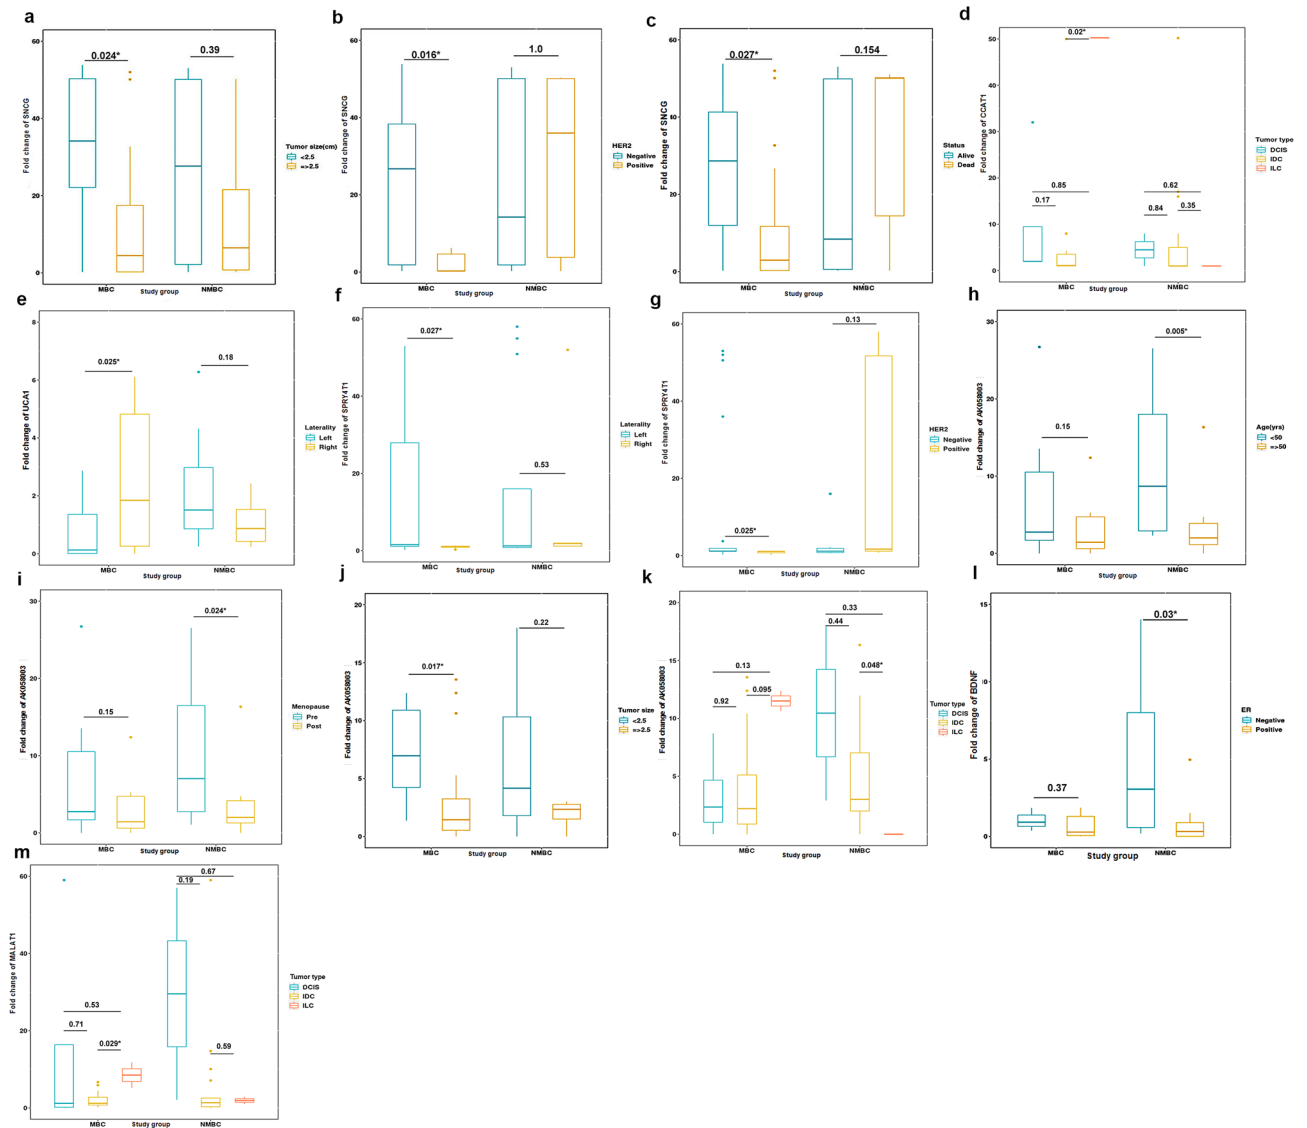 a
60
40
20
0
Fold change of SNCG
0.024*
0.39
MBC
Study group
NMBC
Tumor size(cm)
<2.5
=>2.5
b
60
40
20
0
Fold change of SNCG
0.016*
1.0
MBC
Study group
NMBC
HER2
Negative
Positive
c
60
40
20
0
Fold change of SNCG
0.027*
0.154
MBC
Study group
NMBC
Status
Alive
Dead
d
50
40
30
20
10
0
Fold change of CCAT1
0.02*
0.85
0.17
0.62
0.84
0.35
MBC
Study group
NMBC
Tumor type
DCIS
IDC
ILC
e
8
6
4
2
0
Fold change of UCA1
0.025*
0.18
MBC
Study group
NMBC
Laterality
Left
Right
f
60
40
20
0
Fold change of SPRY4T1
0.027*
0.53
MBC
Study group
NMBC
Laterality
Left
Right
g
60
40
20
0
Fold change of SPRY4T1
0.025*
0.13
MBC
Study group
NMBC
HER2
Negative
Positive
h
30
20
10
0
Fold change of AK058003
0.15
0.005*
MBC
Study group
NMBC
Age(yrs)
<50
=>50
i
30
20
10
0
Fold change of AK058003
0.15
0.024*
MBC
Study group
NMBC
Menopause
Pre
Post
j
20
15
10
5
0
Fold change of AK058003
0.017*
0.22
MBC
Study group
NMBC
Tumor size
<2.5
=>2.5
k
20
15
10
5
0
Fold change of AK058003
0.13
0.92
0.095
0.33
0.44
0.048*
MBC
Study group
NMBC
Tumor type
DCIS
IDC
ILC
l
15
10
5
0
Fold change of BDNF
0.37
0.03*
MBC
Study group
NMBC
ER
Negative
Positive
m
60
40
20
0
Fold change of MALAT1
0.53
0.71
0.029*
0.67
0.19
0.59
MBC
Study group
NMBC
Tumor type
DCIS
IDC
ILC